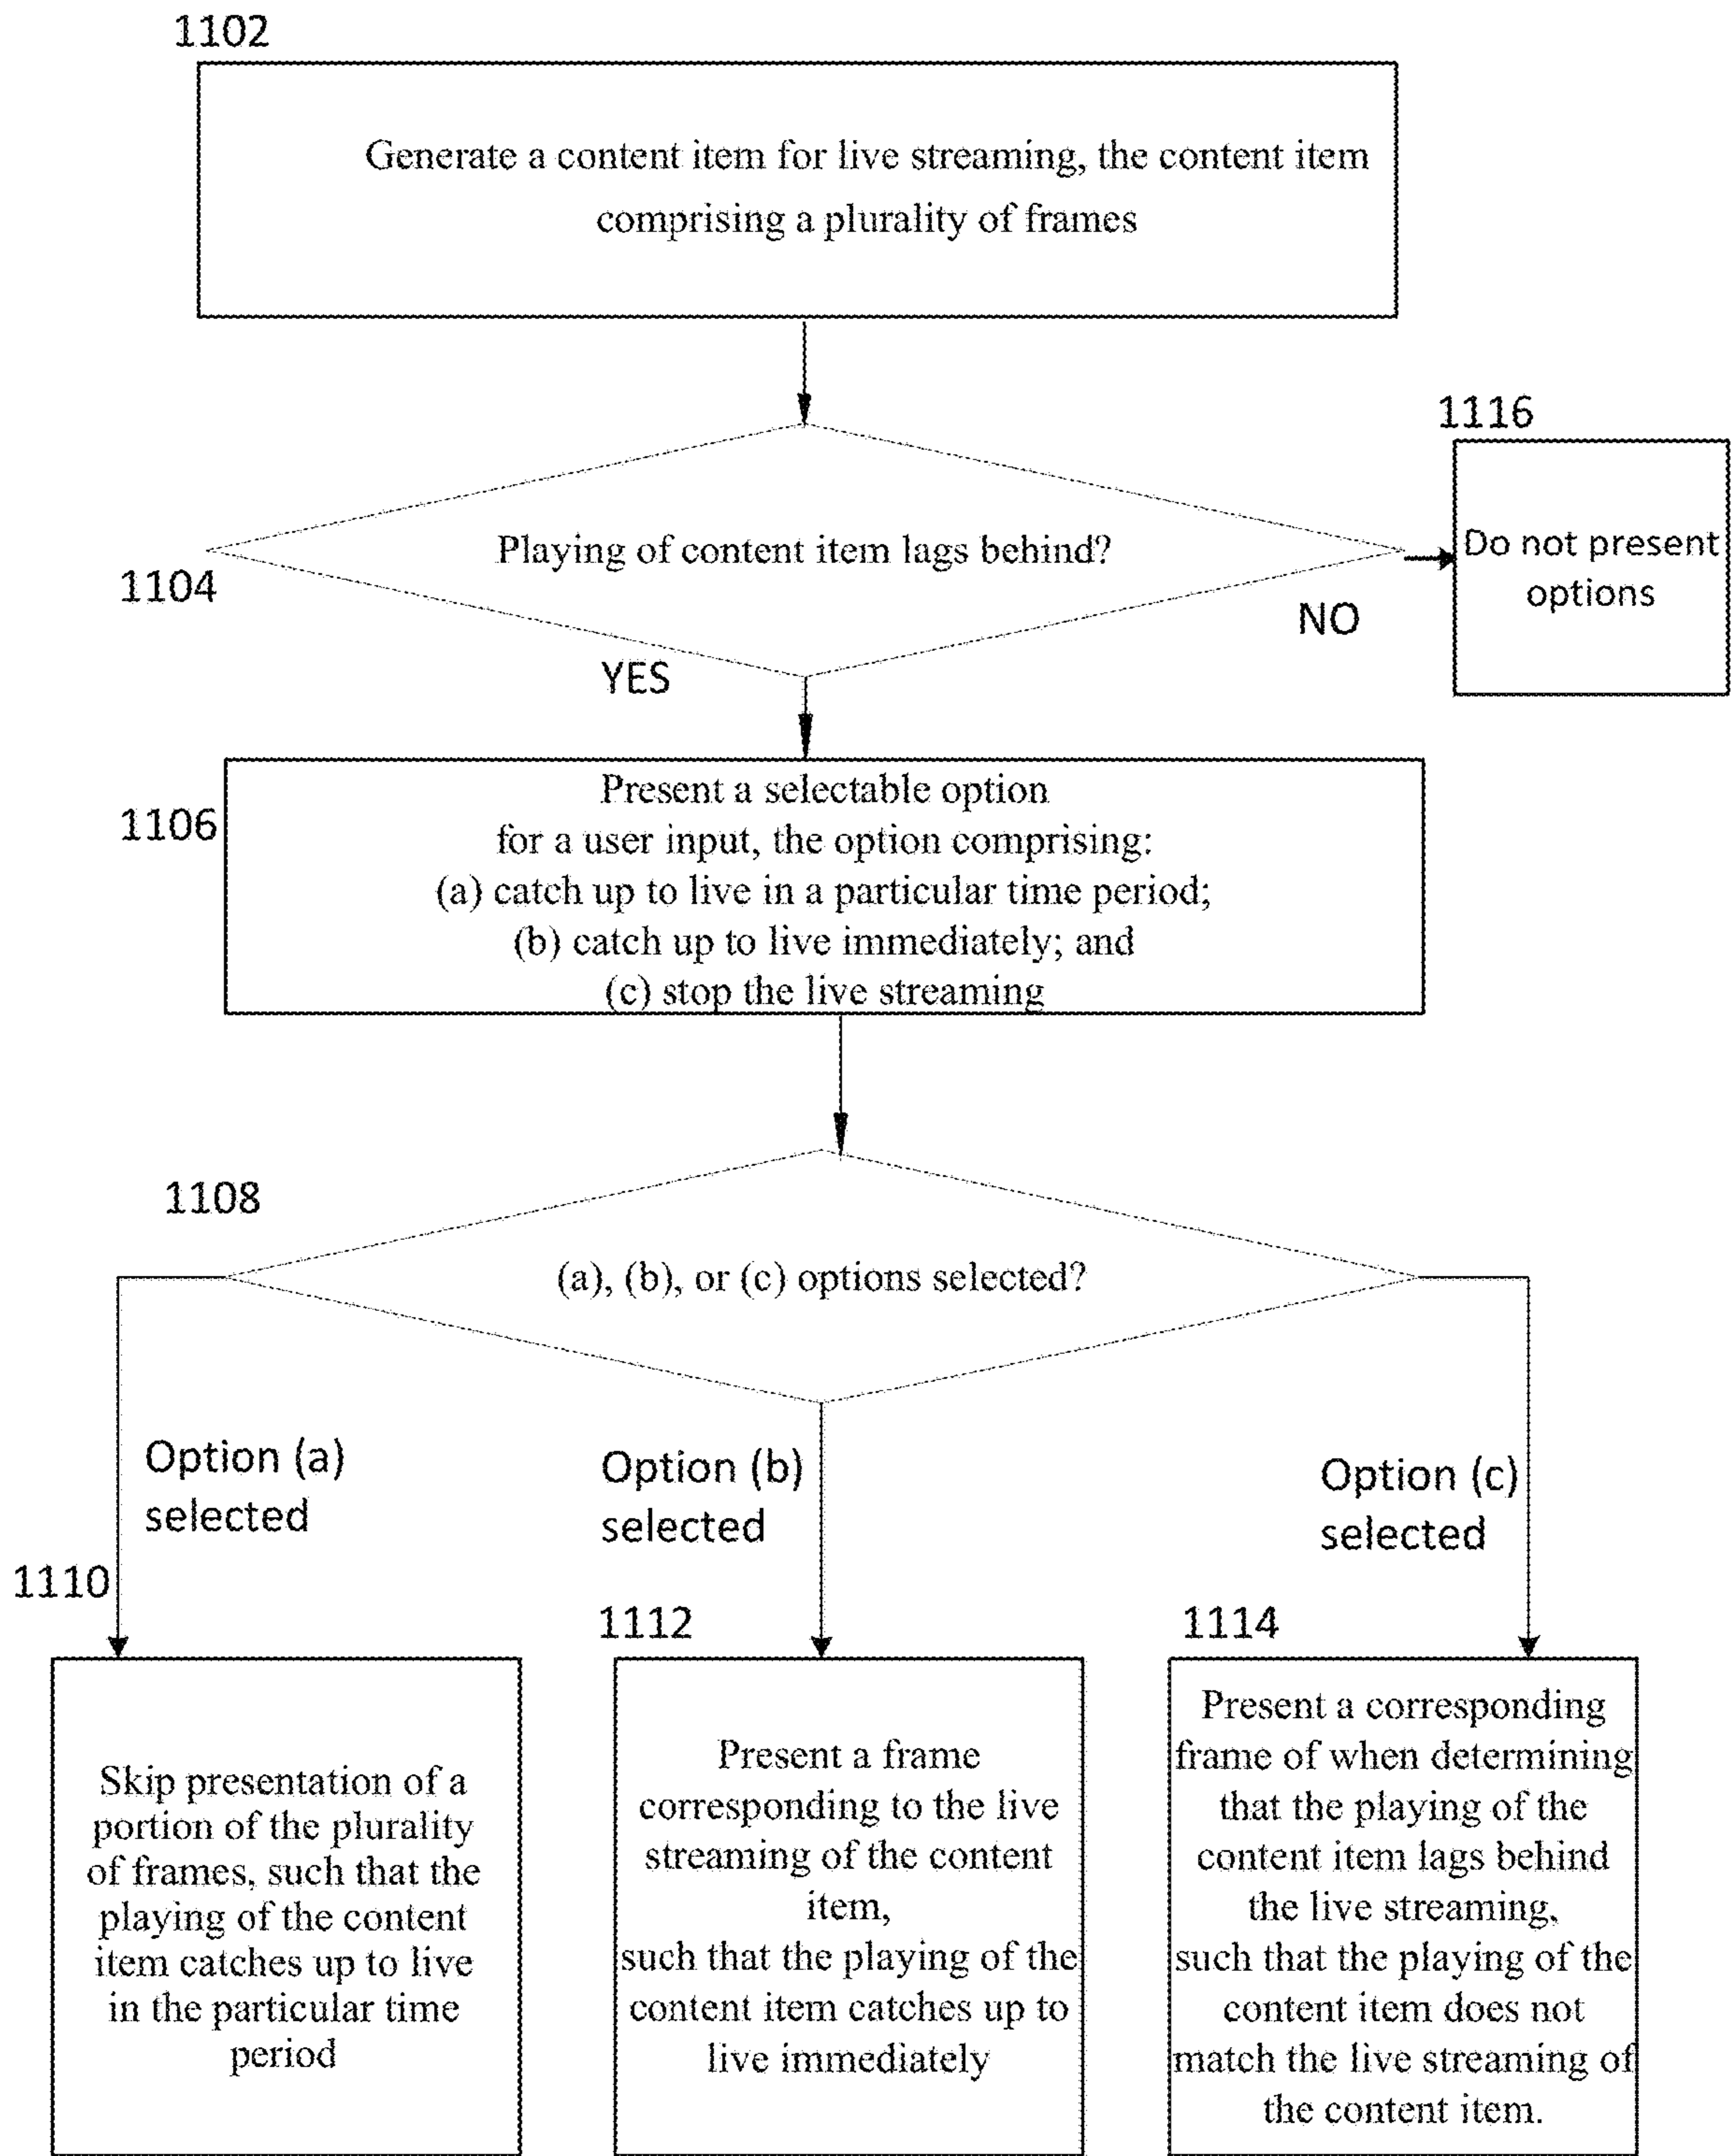 1102
Generate a content item for live streaming, the content item
comprising a plurality of frames
1116
Do not present
options
Playing of content item lags behind?
1104
NO
YES
1106
Present a selectable option
for a user input, the option comprising:
(a) catch up to live in a particular time period;
(b) catch up to live immediately; and
(c) stop the live streaming
1108
(a), (b), or (c) options selected?
Option (a)
selected
Option (b)
selected
Option (c)
selected
1110
1112
1114
Skip presentation of a
portion of the plurality
of frames, such that the
playing of the content
item catches up to live
in the particular time
period
Present a frame
corresponding to the live
streaming of the content
item,
such that the playing of the
content item catches up to
live immediately
Present a corresponding
frame of when determining
that the playing of the
content item lags behind
the live streaming,
such that the playing of the
content item does not
match the live streaming of
the content item.